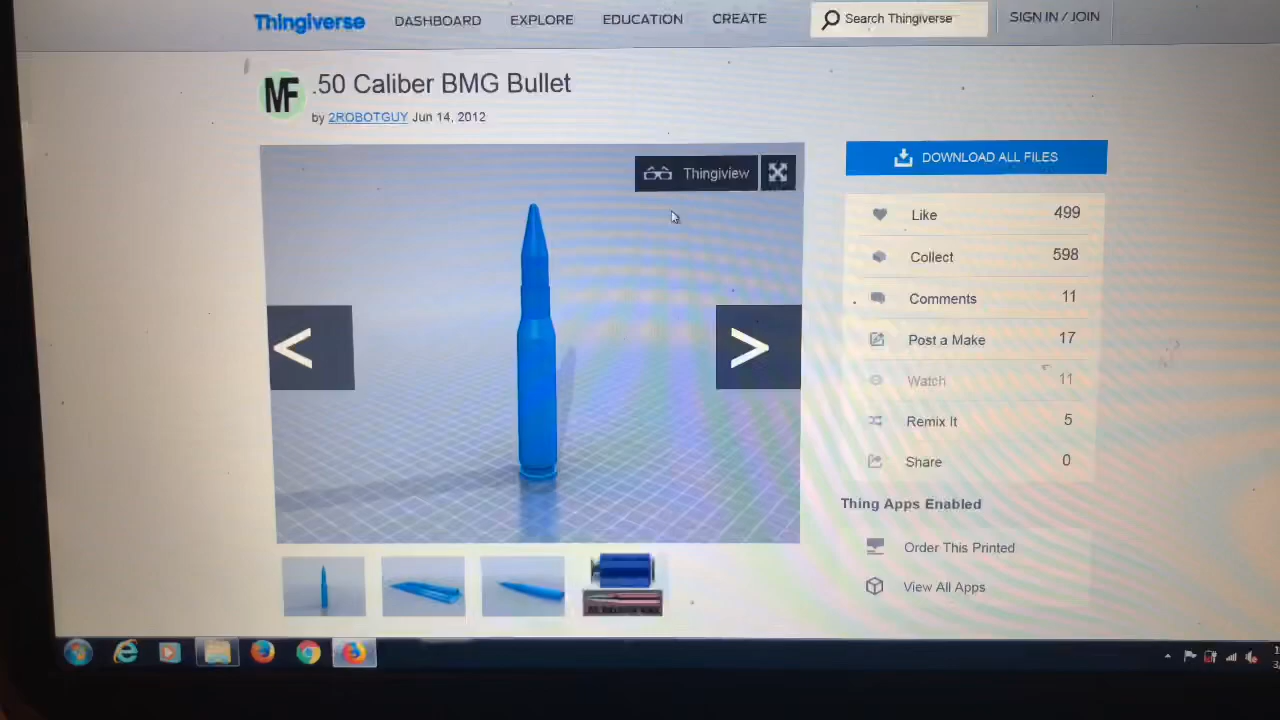 Thingiverse DASHBOARD EXPLORE EDUCATION CREATE Search Thingiverse SIGN IN / JOIN
MF .50 Caliber BMG Bullet
by 2ROBOTGUY Jun 14, 2012
Thingiview
DOWNLOAD ALL FILES
Like 499
Collect 598
Comments 11
Post a Make 17
Watch 11
Remix It 5
Share 0
Thing Apps Enabled
Order This Printed
View All Apps